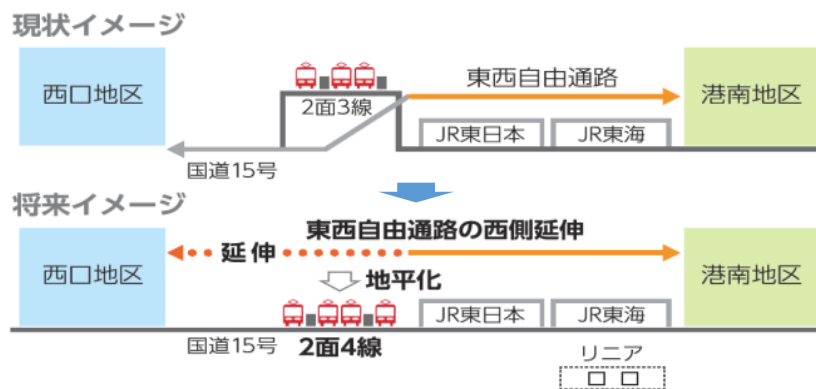 現状イメージ
西口地区
2面3線
東西自由通路
JR東日本
JR東海
港南地区
国道15号
将来イメージ
東西自由通路の西側延伸
延伸
西口地区
地平化
JR東日本
JR東海
港南地区
国道15号
2面4線
リニア